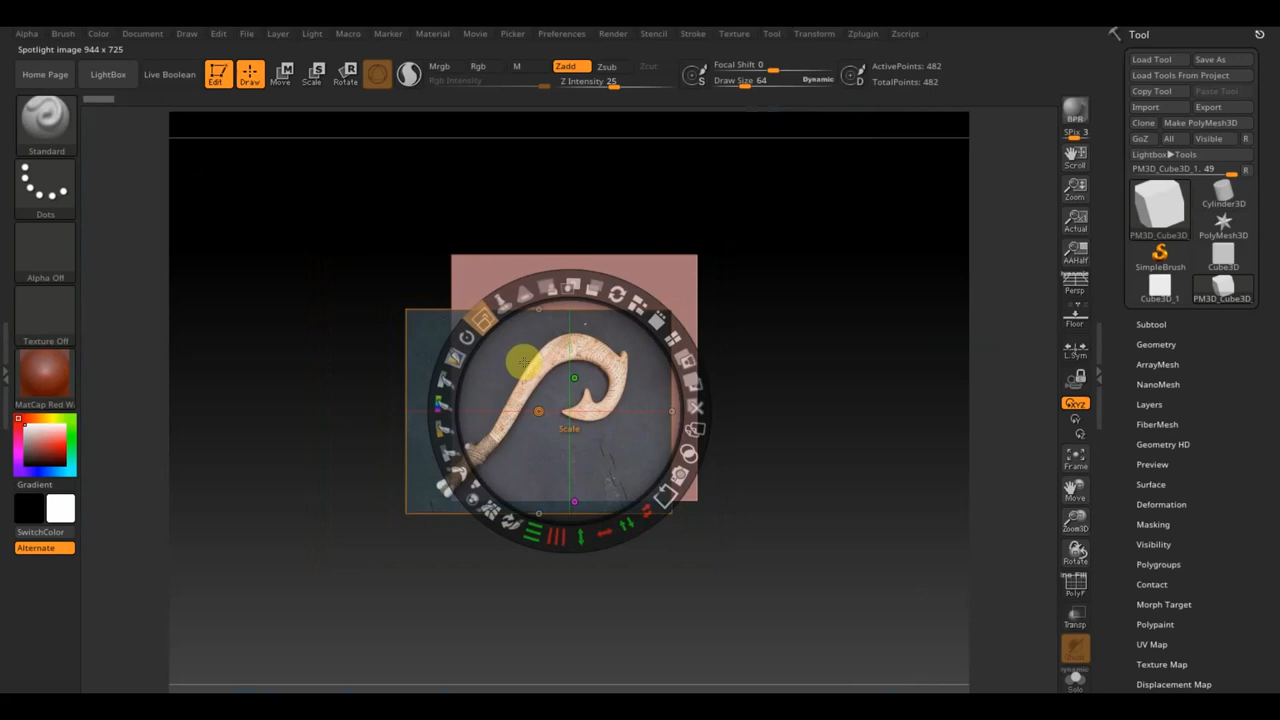 Alpha Brush Color Document Draw Edit File Layer Light Macro Marker Material Movie Picker Preferences Render Stencil Stroke Texture Tool Transform Zplugin Zscript
Tool
Spotlight image 944 x 725
Home Page
LightBox
Live Boolean
Edit
Draw
Move
Scale
Rotate
Mrgb
Rgb
M
Zadd
Zsub
Zcut
Rgb Intensity
Z Intensity 25
Focal Shift 0
Draw Size 64
Dynamic
ActivePoints: 482
TotalPoints: 482
Standard
Dots
Alpha Off
Texture Off
MatCap Red W
Gradient
SwitchColor
Alternate
Scale
BPR
SPix 3
Scroll
Zoom
Actual
AAHalf
Dynamic
Persp
Floor
L.Sym
XYZ
Y
Z
Frame
Move
Zoom3D
Rotate
PolyF
Transp
Dynamic
Solo
Load Tool
Save As
Load Tools From Project
Copy Tool
Paste Tool
Import
Export
Clone
Make PolyMesh3D
GoZ
All
Visible
R
Lightbox▶Tools
PM3D_Cube3D_1. 49
R
PM3D_Cube3D
Cylinder3D
PolyMesh3D
SimpleBrush
Cube3D
Cube3D_1
PM3D_Cube3D_
Subtool
Geometry
ArrayMesh
NanoMesh
Layers
FiberMesh
Geometry HD
Preview
Surface
Deformation
Masking
Visibility
Polygroups
Contact
Morph Target
Polypaint
UV Map
Texture Map
Displacement Map